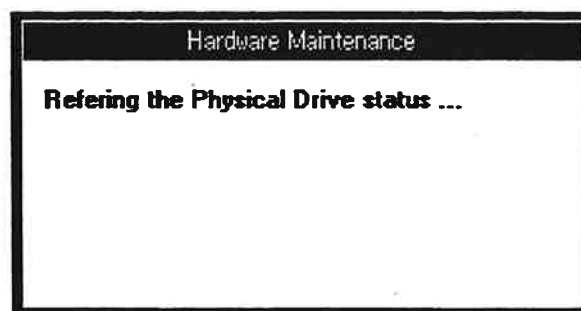 Hardware Maintenance
Refering the Physical Drive status ...